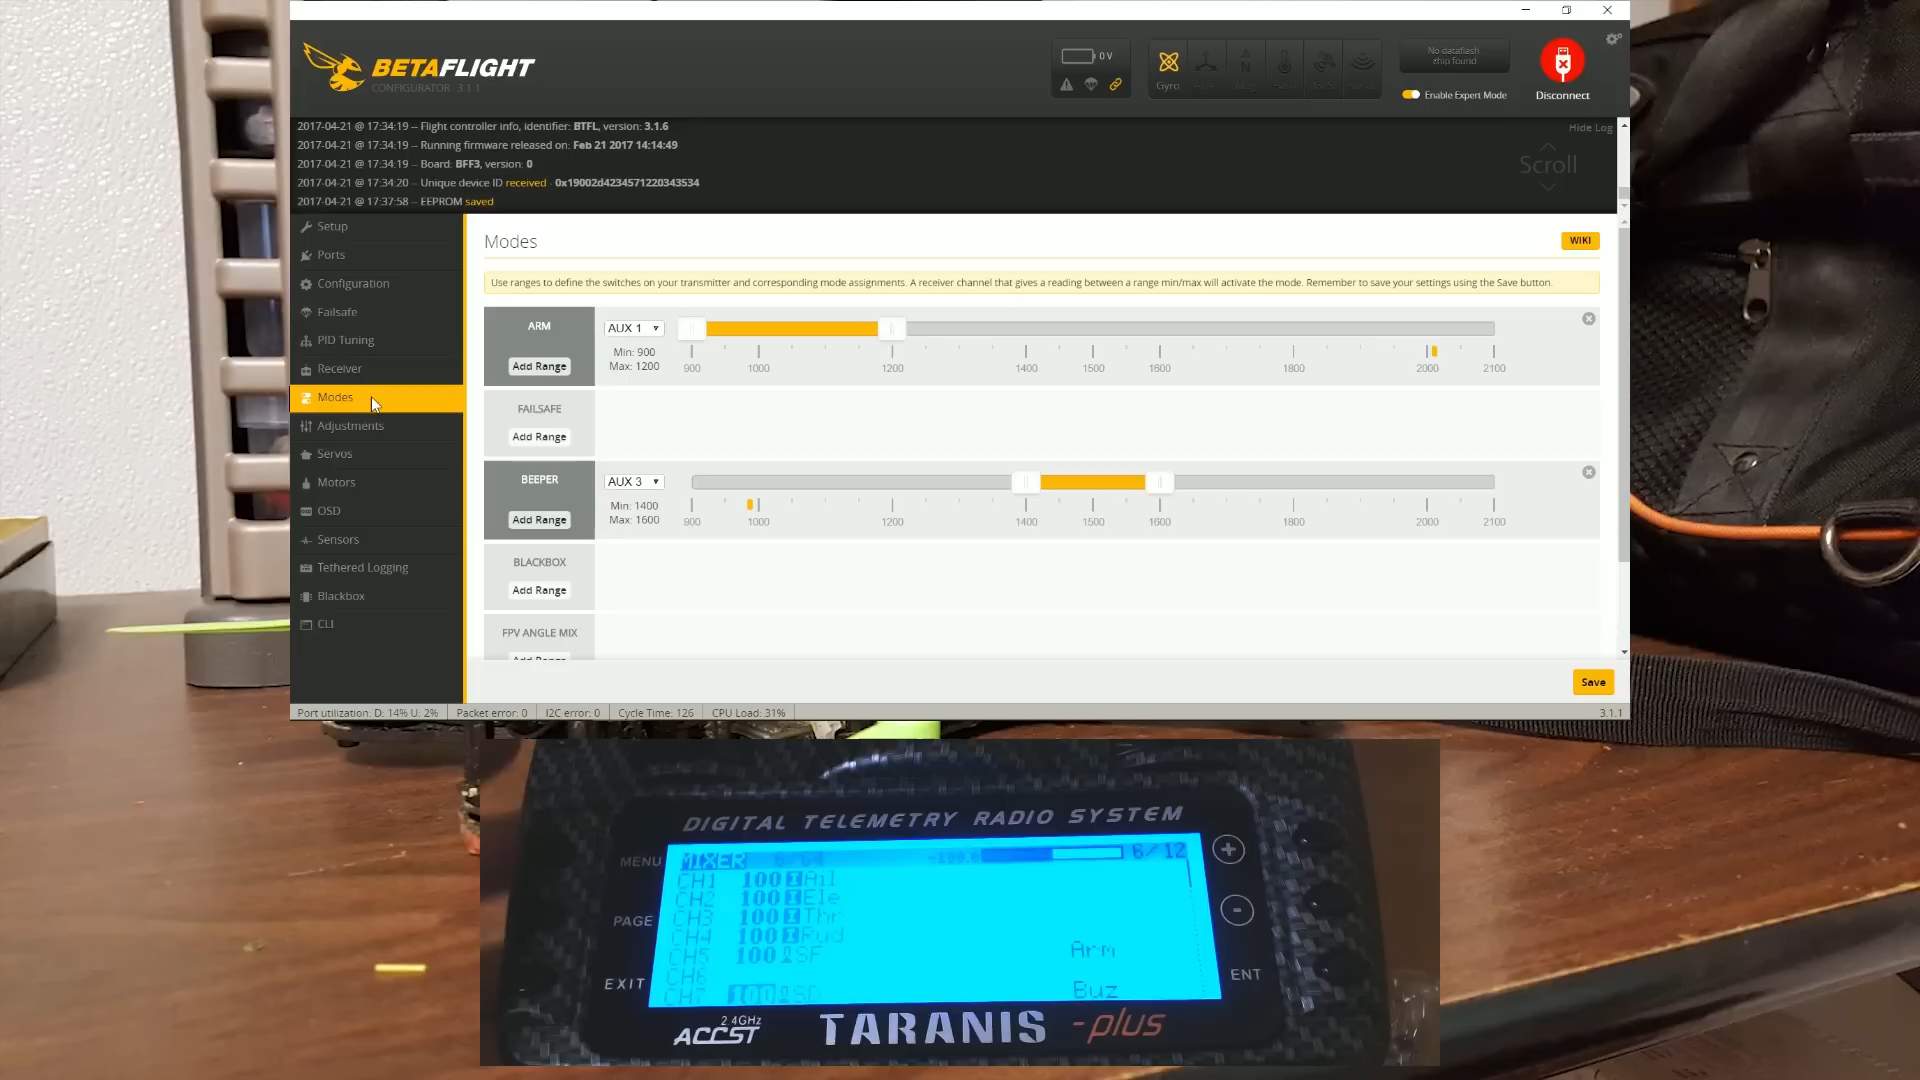 BETAFLIGHT
CONFIGURATOR 3.1.1
0 V
Gyro
No dataflash
chip found
Enable Expert Mode
Disconnect
2017-04-21 @ 17:34:19 -- Flight controller info, identifier: BTFL, version: 3.1.6
Hide Log
2017-04-21 @ 17:34:19 -- Running firmware released on: Feb 21 2017 14:14:49
2017-04-21 @ 17:34:19 -- Board: BFF3, version: 0
Scroll
2017-04-21 @ 17:34:20 -- Unique device ID received - 0x19002d4234571220343534
2017-04-21 @ 17:37:58 -- EEPROM saved
Setup
Ports
Configuration
Failsafe
PID Tuning
Receiver
Modes
Adjustments
Servos
Motors
OSD
Sensors
Tethered Logging
Blackbox
CLI
Modes
WIKI
Use ranges to define the switches on your transmitter and corresponding mode assignments. A receiver channel that gives a reading between a range min/max will activate the mode. Remember to save your settings using the Save button.
ARM
Add Range
AUX 1
Min: 900
Max: 1200
900 1000 1200 1400 1500 1600 1800 2000 2100
FAILSAFE
Add Range
BEEPER
Add Range
AUX 3
Min: 1400
Max: 1600
900 1000 1200 1400 1500 1600 1800 2000 2100
BLACKBOX
Add Range
FPV ANGLE MIX
Add Range
Save
Port utilization: D: 14% U: 2%
Packet error: 0
I2C error: 0
Cycle Time: 126
CPU Load: 31%
3.1.1
DIGITAL TELEMETRY RADIO SYSTEM
MENU
PAGE
EXIT
MIXER 6/64 6/12
CH1 100 I Ail
CH2 100 I Ele
CH3 100 I Thr
CH4 100 I Rud
CH5 100 SF Arm
CH6
CH7 100 SD Buz
+
-
ENT
2.4GHz
ACCST
TARANIS -plus